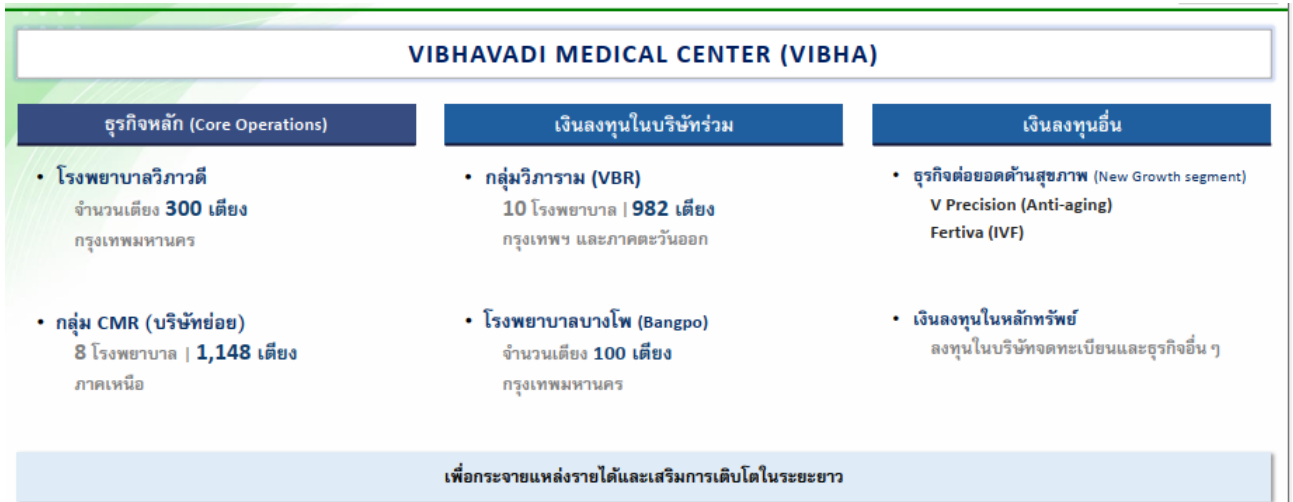 VIBHAVADI MEDICAL CENTER (VIBHA)
ธุรกิจหลัก (Core Operations)
• โรงพยาบาลวิภาวดี
จำนวนเตียง 300 เตียง
กรุงเทพมหานคร
• กลุ่ม CMR (บริษัทย่อย)
8 โรงพยาบาล | 1,148 เตียง
ภาคเหนือ
เงินลงทุนในบริษัทร่วม
• กลุ่มวิภาราม (VBR)
10 โรงพยาบาล | 982 เตียง
กรุงเทพฯ และภาคตะวันออก
• โรงพยาบาลบางโพ (Bangpo)
จำนวนเตียง 100 เตียง
กรุงเทพมหานคร
เงินลงทุนอื่น
• ธุรกิจต่อยอดด้านสุขภาพ (New Growth segment)
V Precision (Anti-aging)
Fertiva (IVF)
• เงินลงทุนในหลักทรัพย์
ลงทุนในบริษัทจดทะเบียนและธุรกิจอื่น ๆ
เพื่อกระจายแหล่งรายได้และเสริมการเติบโตในระยะยาว